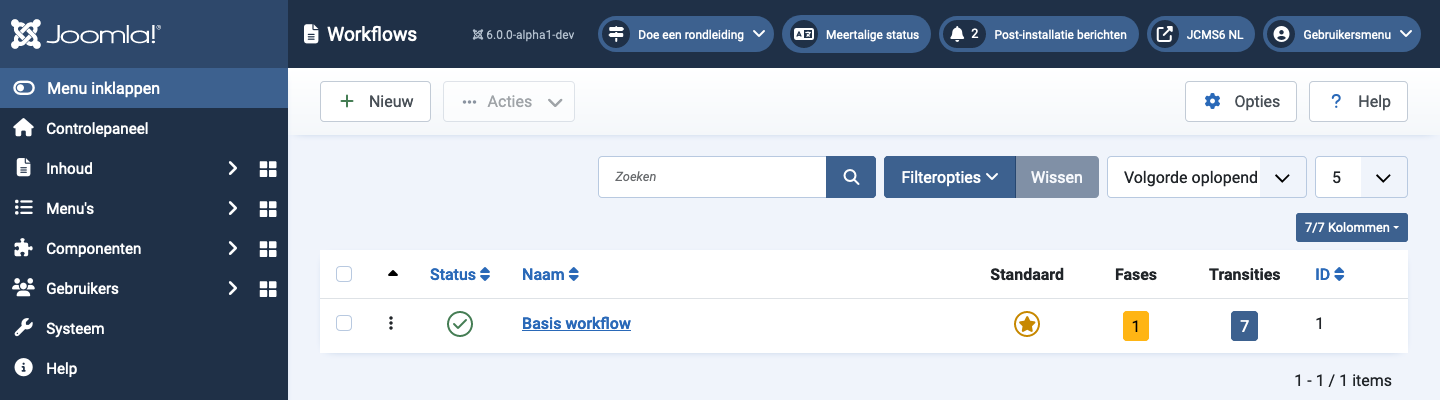 Joomla!®
Workflows
6.0.0-alpha1-dev
Doe een rondleiding
Meertalige status
2 Post-installatie berichten
JCMS6 NL
Gebruikersmenu
Menu inklappen
Controlepaneel
Inhoud
Menu's
Componenten
Gebruikers
Systeem
Help
Nieuw
Acties
Opties
? Help
Zoeken
Filteropties
Wissen
Volgorde oplopend
5
7/7 Kolommen
Status Naam Standaard Fases Transities ID
Basis workflow 1 7 1
1 - 1 / 1 items